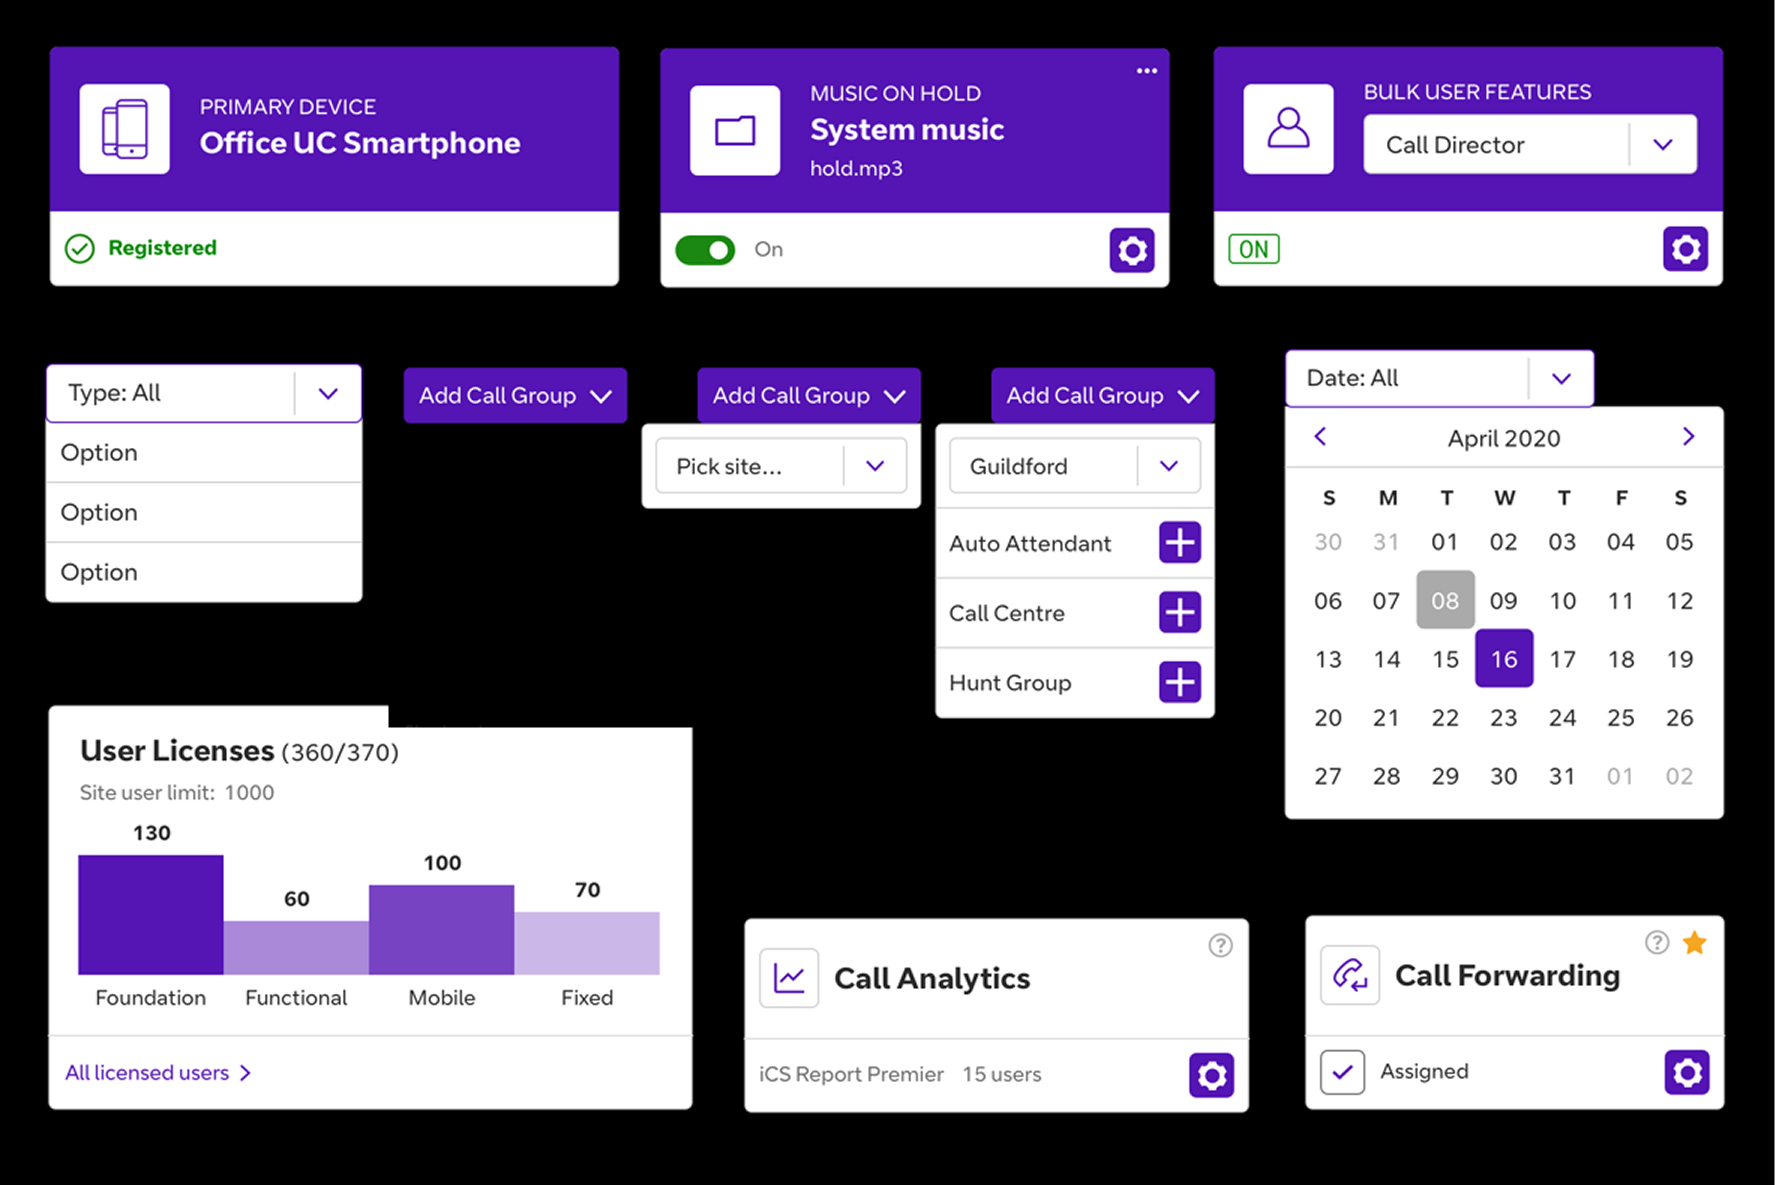 PRIMARY DEVICE
Office UC Smartphone
Registered
MUSIC ON HOLD
System music
hold.mp3
On
BULK USER FEATURES
Call Director
ON
Type: All
Option
Option
Option
Add Call Group
Add Call Group
Pick site...
Add Call Group
Guildford
Auto Attendant
Call Centre
Hunt Group
Date: All
April 2020
S M T W T F S
30 31 01 02 03 04 05
06 07 08 09 10 11 12
13 14 15 16 17 18 19
20 21 22 23 24 25 26
27 28 29 30 31 01 02
User Licenses (360/370)
Site user limit: 1000
130 60 100 70
Foundation Functional Mobile Fixed
All licensed users
?
Call Analytics
iCS Report Premier 15 users
?
Call Forwarding
Assigned